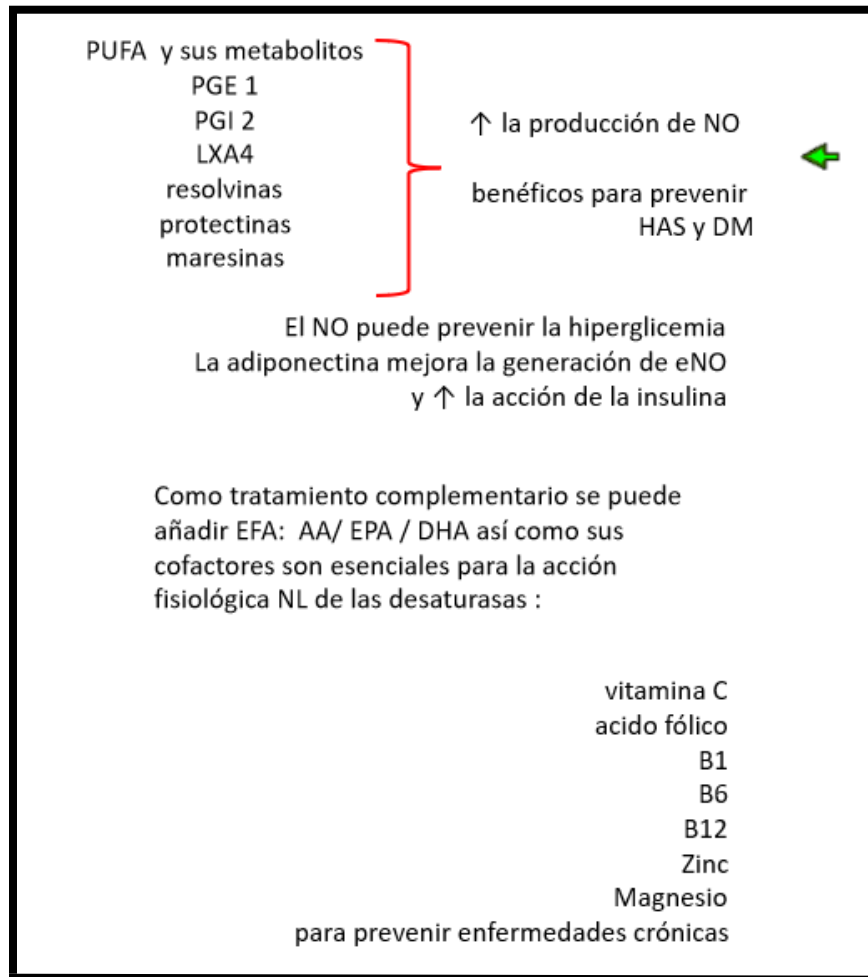 PUFA y sus metabolitos
PGE 1
PGI 2
LXA4
resolvinas
protectinas
maresinas
↑ la producción de NO
benéficos para prevenir
HAS y DM
El NO puede prevenir la hiperglicemia
La adiponectina mejora la generación de eNO
y ↑ la acción de la insulina
Como tratamiento complementario se puede
añadir EFA: AA/ EPA / DHA así como sus
cofactores son esenciales para la acción
fisiológica NL de las desaturasas :
vitamina C
acido fólico
B1
B6
B12
Zinc
Magnesio
para prevenir enfermedades crónicas